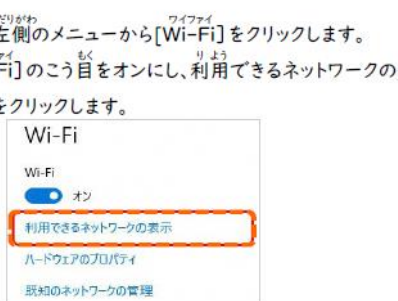 左側のメニューから[Wi-Fi]をクリックします。
Fi]のこう目をオンにし、利用できるネットワークの
をクリックします。
Wi-Fi
Wi-Fi
オン
利用できるネットワークの表示
ハードウェアのプロパティ
既知のネットワークの管理